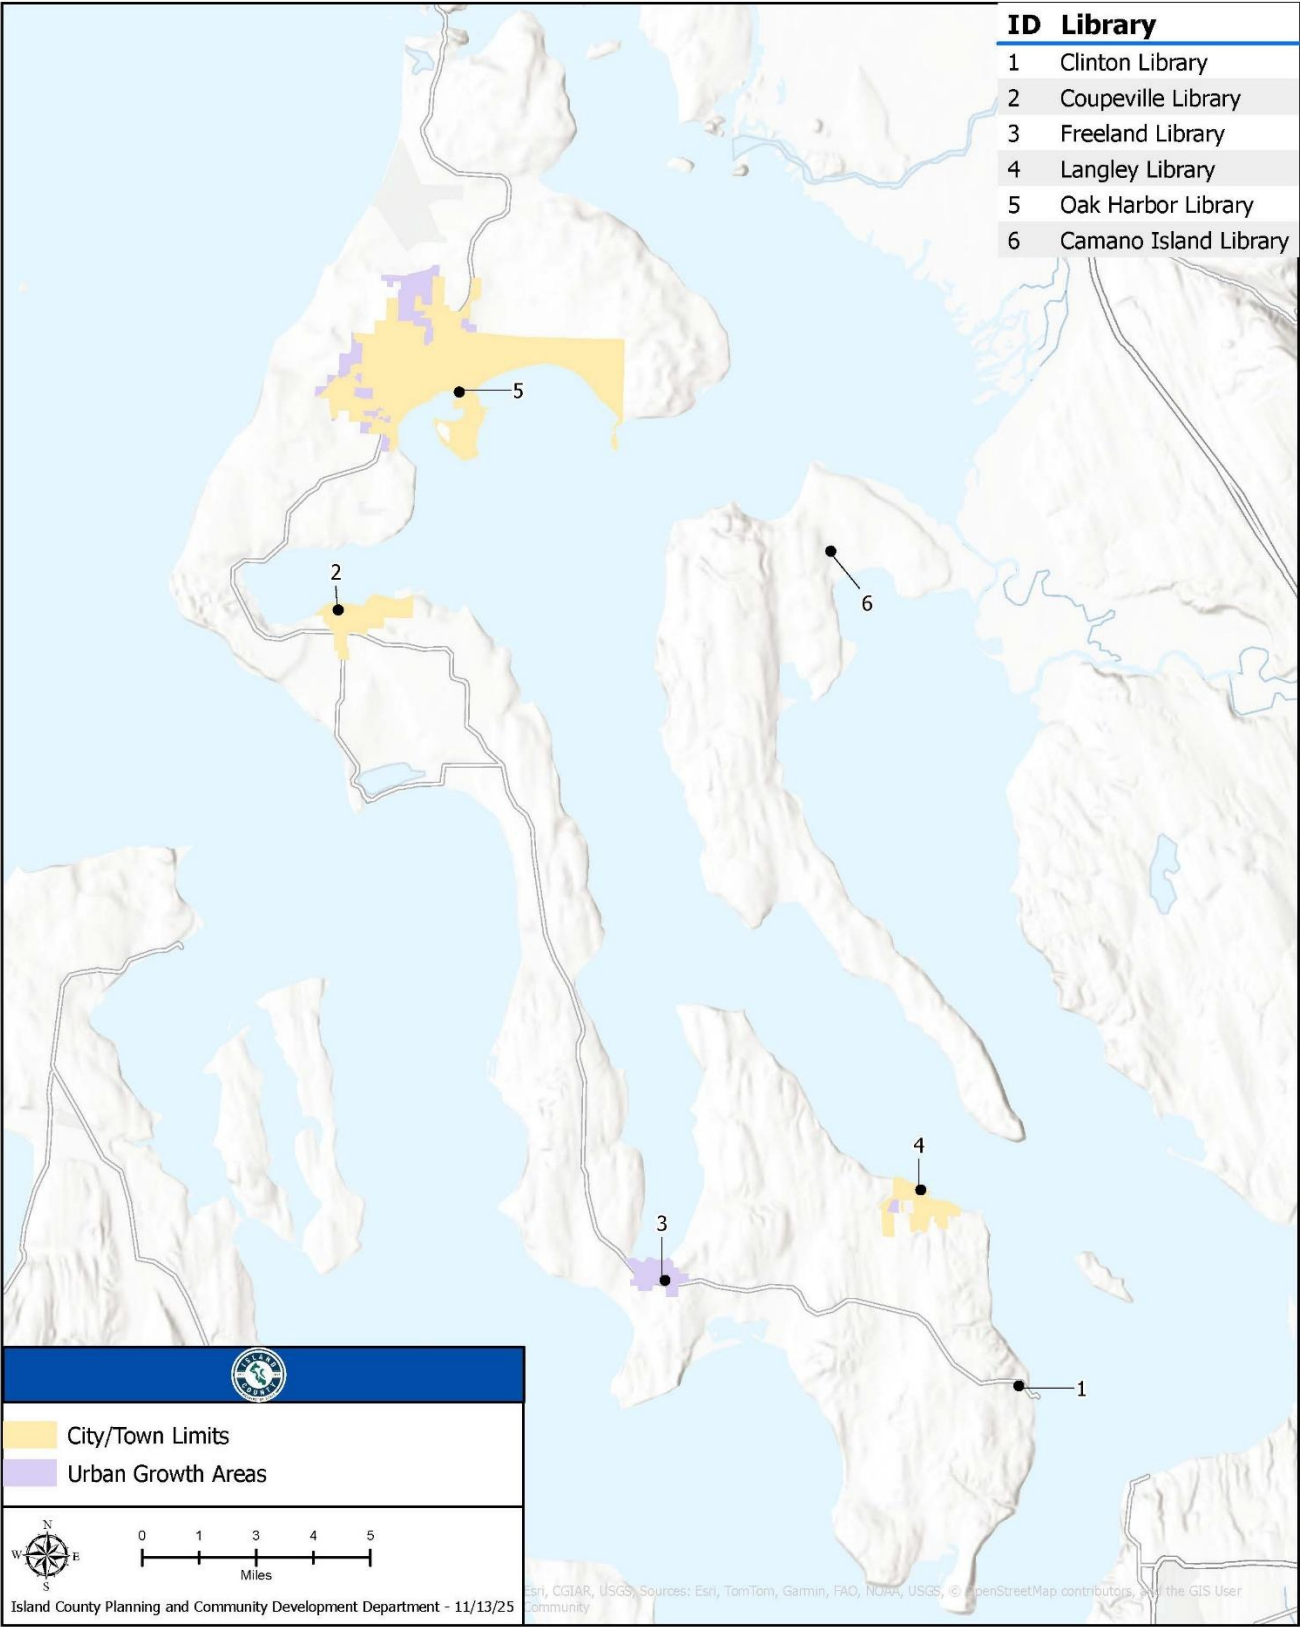 ID Library
1 Clinton Library
2 Coupeville Library
3 Freeland Library
4 Langley Library
5 Oak Harbor Library
6 Camano Island Library
5
2
6
4
3
1
ISLAND
COUNTY
City/Town Limits
Urban Growth Areas
N
W E
S
0 1 3 4 5
Miles
Island County Planning and Community Development Department - 11/13/25
Esri, CGIAR, USGS, Sources: Esri, TomTom, Garmin, FAO, NOAA, USGS, © OpenStreetMap contributors, and the GIS User
Community